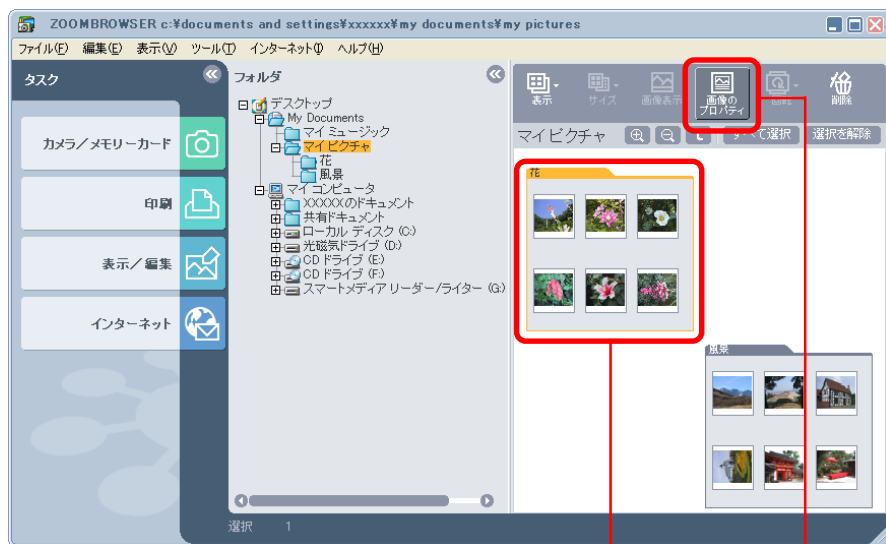 ZOOMBROWSER c:¥documents and settings¥xxxxxx¥my documents¥my pictures
ファイル(F) 編集(E) 表示(V) ツール(T) インターネット(I) ヘルプ(H)
タスク
カメラ/メモリーカード
印刷
表示/編集
インターネット
フォルダ
デスクトップ
My Documents
マイ ミュージック
マイ ピクチャ
花
風景
マイ コンピュータ
XXXXXのドキュメント
共有ドキュメント
ローカル ディスク (C:)
光磁気ドライブ (D:)
CD ドライブ (E:)
CD ドライブ (F:)
スマートメディア リーダー/ライター (G:)
表示
サイズ
画像表示
画像の
プロパティ
削除
マイ ピクチャ
すべて選択
選択を解除
花
風景
選択 1